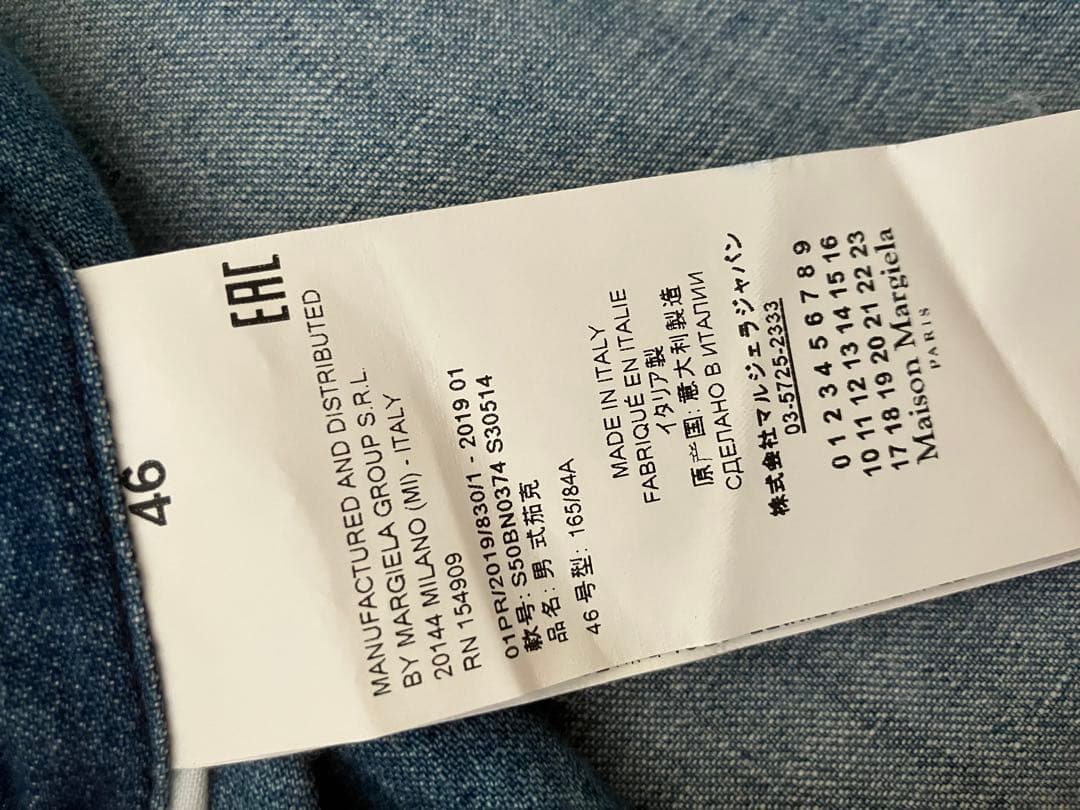 46
EAC
MANUFACTURED AND DISTRIBUTED
BY MARGIELA GROUP S.R.L.
20144 MILANO (MI) - ITALY
RN 154909
01PR/2019/830/1 - 2019 01
款号: S50BN0374 S30514
品名: 男 式茄克
46 号型: 165/84A
MADE IN ITALY
FABRIQUÉ EN ITALIE
イタリア製
原产国: 意大利製造
СДЕЛАНО В ИТАЛИИ
株式会社マルジェラジャパン
03-5725-2333
0 1 2 3 4 5 6 7 8 9
10 11 12 13 14 15 16
17 18 19 20 21 22 23
Maison Margiela
PARIS